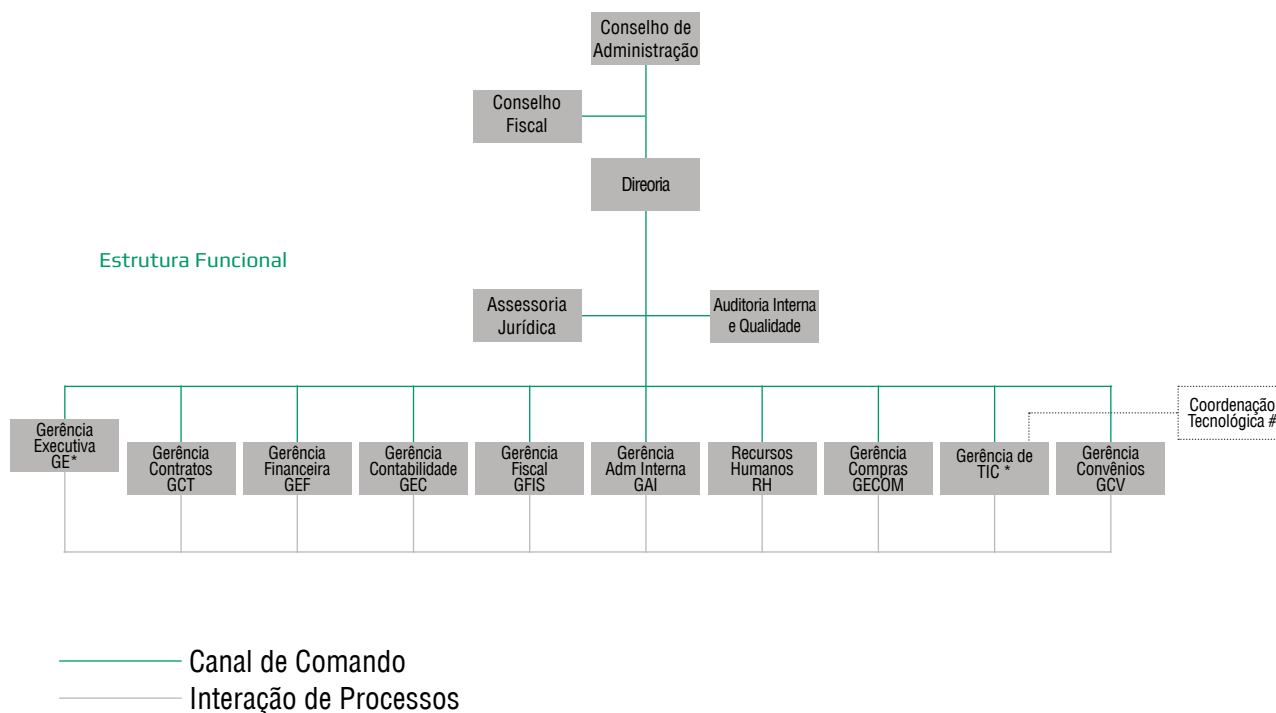 Conselho de
Administração
Conselho
Fiscal
Direoria
Estrutura Funcional
Assessoria
Jurídica
Auditoria Interna
e Qualidade
Coordenação
Tecnológica #
Gerência
Executiva
GE*
Gerência
Contratos
GCT
Gerência
Financeira
GEF
Gerência
Contabilidade
GEC
Gerência
Fiscal
GFIS
Gerência
Adm Interna
GAI
Recursos
Humanos
RH
Gerência
Compras
GECOM
Gerência de
TIC *
Gerência
Convênios
GCV
Canal de Comando
Interação de Processos